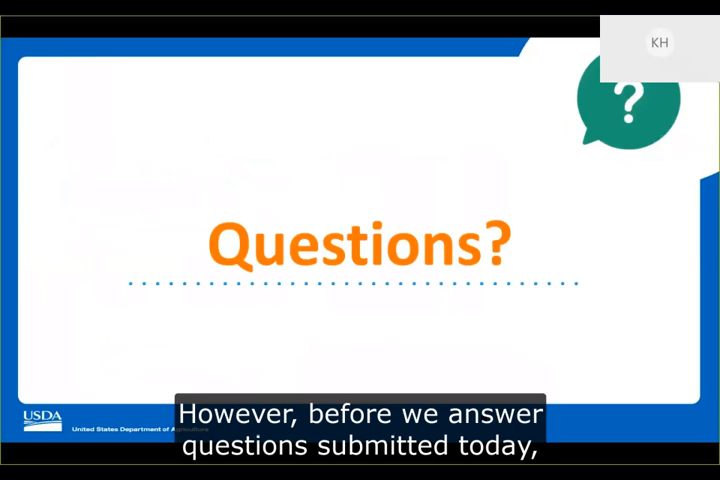 KH
?
Questions?
However, before we answer
questions submitted today,
USDA
United States Department of Agriculture